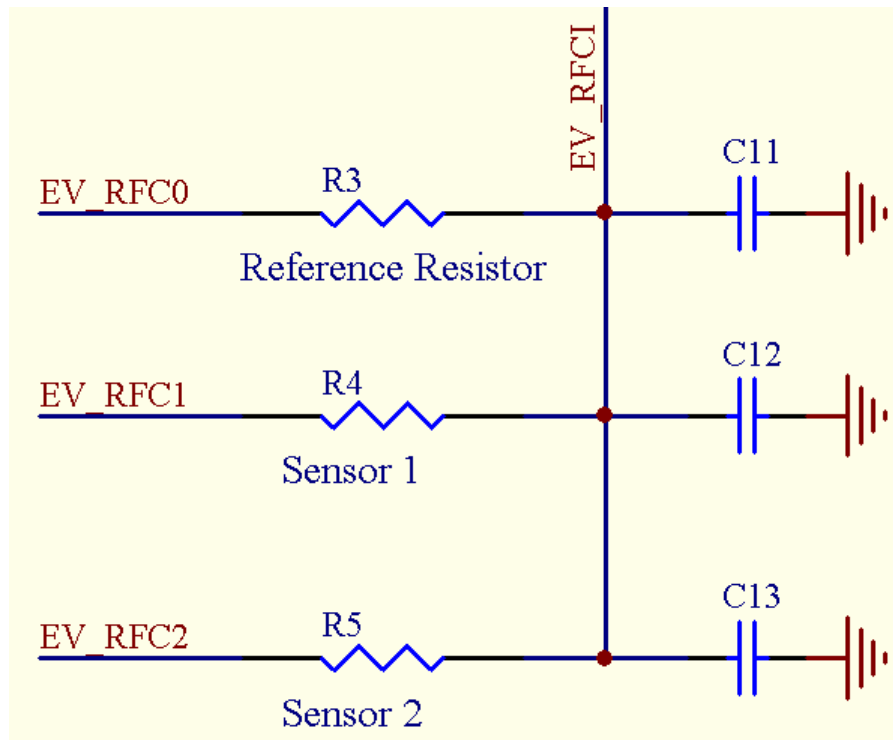 EV_RFCI
C11
R3
EV_RFC0
Reference Resistor
C12
R4
EV_RFC1
Sensor 1
C13
R5
EV_RFC2
Sensor 2